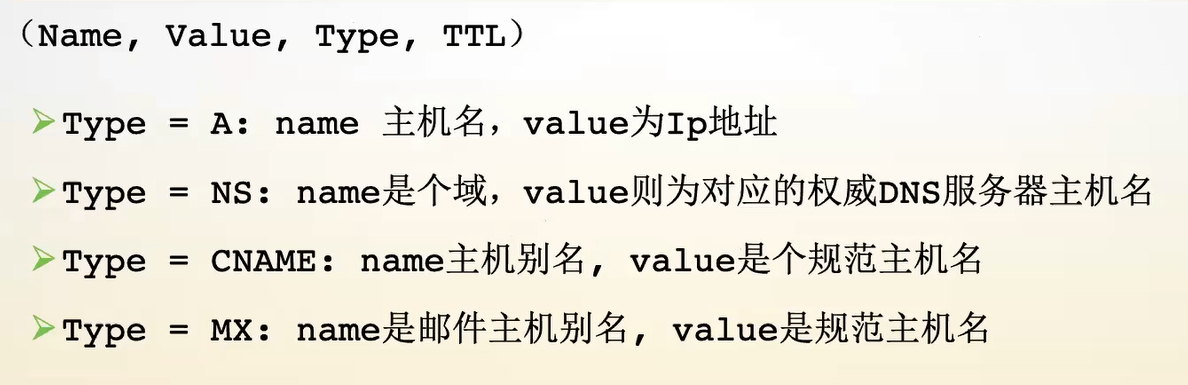 （Name, Value, Type, TTL）
➢Type = A: name 主机名，value为Ip地址
➢Type = NS: name是个域，value则为对应的权威DNS服务器主机名
➢Type = CNAME: name主机别名, value是个规范主机名
➢Type = MX: name是邮件主机别名, value是规范主机名